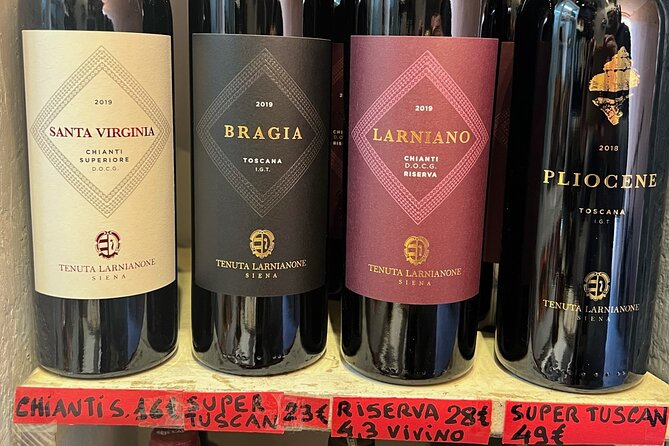 2019
SANTA VIRGINIA
CHIANTI
SUPERIORE
D.O.C.G.
TENUTA LARNIANONE
SIENA
2019
BRAGIA
TOSCANA
I.G.T.
TENUTA LARNIANONE
SIENA
2019
LARNIANO
CHIANTI
D.O.C.G.
RISERVA
TENUTA LARNIANONE
SIENA
2018
PLIOCENE
TOSCANA
I.G.T.
TENUTA LARNIANONE
SIENA
CHIANTI S. 16€
SUPER
TUSCAN 23€
RISERVA 28€
4.3 VIVINO
SUPER TUSCAN
49€